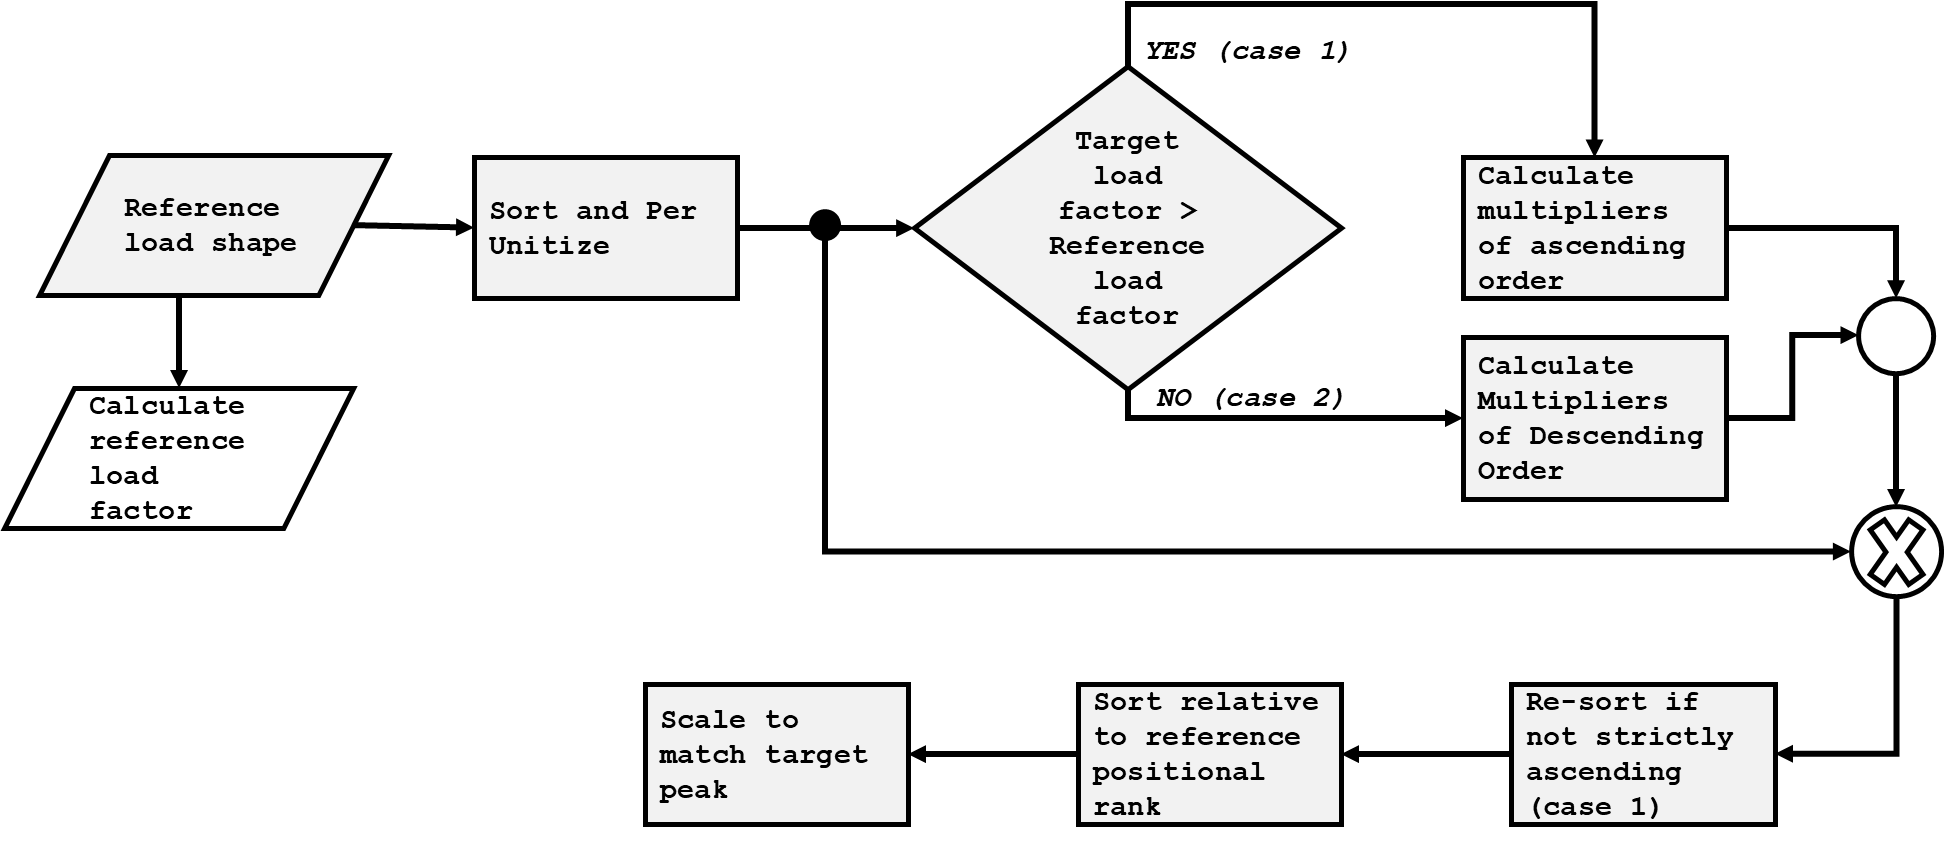 YES (case 1)
Target
load
factor >
Reference
load
factor
Reference
load shape
Sort and Per
Unitize
Calculate
multipliers
of ascending
order
Calculate
reference
load
factor
NO (case 2)
Calculate
Multipliers
of Descending
Order
X
Scale to
match target
peak
Sort relative
to reference
positional
rank
Re-sort if
not strictly
ascending
(case 1)